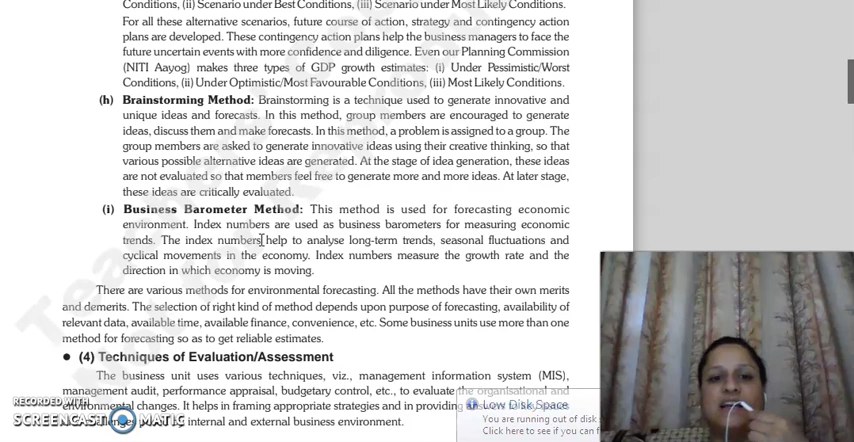 Conditions, (ii) Scenario under Best Conditions, (iii) Scenario under Most Likely Conditions.
For all these alternative scenarios, future course of action, strategy and contingency action
plans are developed. These contingency action plans help the business managers to face the
future uncertain events with more confidence and diligence. Even our Planning Commission
(NITI Aayog) makes three types of GDP growth estimates: (i) Under Pessimistic/Worst
Conditions, (ii) Under Optimistic/Most Favourable Conditions, (iii) Most Likely Conditions.
(h) Brainstorming Method: Brainstorming is a technique used to generate innovative and
unique ideas and forecasts. In this method, group members are encouraged to generate
ideas, discuss them and make forecasts. In this method, a problem is assigned to a group. The
group members are asked to generate innovative ideas using their creative thinking, so that
various possible alternative ideas are generated. At the stage of idea generation, these ideas
are not evaluated so that members feel free to generate more and more ideas. At later stage,
these ideas are critically evaluated.
(i) Business Barometer Method: This method is used for forecasting economic
environment. Index numbers are used as business barometers for measuring economic
trends. The index numbers help to analyse long-term trends, seasonal fluctuations and
cyclical movements in the economy. Index numbers measure the growth rate and the
direction in which economy is moving.
There are various methods for environmental forecasting. All the methods have their own merits
and demerits. The selection of right kind of method depends upon purpose of forecasting, availability of
relevant data, available time, available finance, convenience, etc. Some business units use more than one
method for forecasting so as to get reliable estimates.
• (4) Techniques of Evaluation/Assessment
The business unit uses various techniques, viz., management information system (MIS),
management audit, performance appraisal, budgetary control, etc., to evaluate the organisational and
environmental changes. It helps in framing appropriate strategies and in providing
internal and external business environment.
RECORDED WITH
SCREENCAST MATIC
Low Disk Space
You are running out of disk
Click here to see if you can f